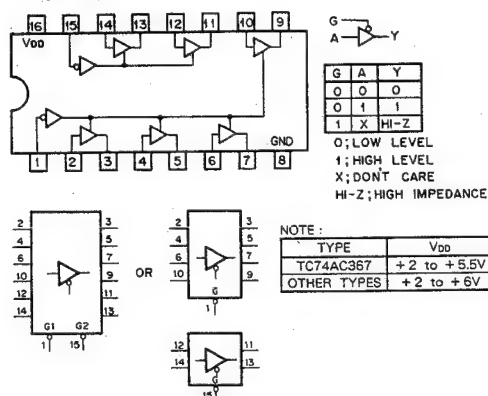 16 15 14 13 12 11 10 9
VDD
GND
1 2 3 4 5 6 7 8
G
A Y
G A Y
0 0 0
0 1 1
1 X HI-Z
0; LOW LEVEL
1; HIGH LEVEL
X; DON'T CARE
HI-Z; HIGH IMPEDANCE
2 3
4 5
6 7
10 9
12 11
14 13
G1 G2
1 15
OR
2 3
4 5
6 7
10 9
G
1
12 11
14 13
G
15
NOTE:
TYPE VDD
TC74AC367 +2 to +5.5V
OTHER TYPES +2 to +6V